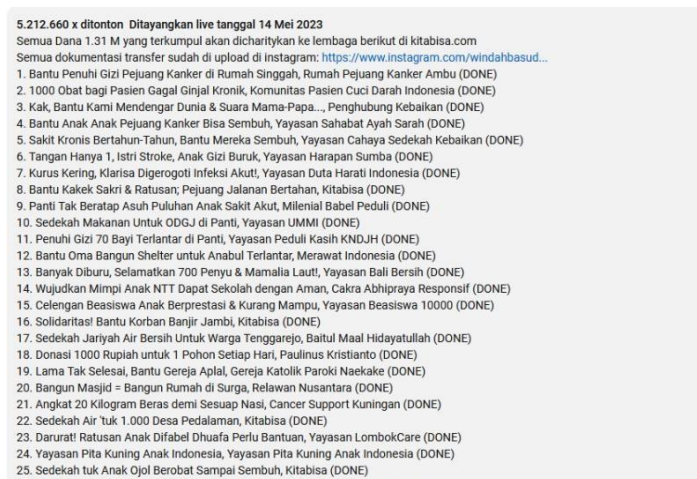 5.212.660 x ditonton  Ditayangkan live tanggal 14 Mei 2023
Semua Dana 1.31 M yang terkumpul akan dicharitykan ke lembaga berikut di kitabisa.com
Semua dokumentasi transfer sudah di upload di instagram: https://www.instagram.com/windahbasud...
1. Bantu Penuhi Gizi Pejuang Kanker di Rumah Singgah, Rumah Pejuang Kanker Ambu (DONE)
2. 1000 Obat bagi Pasien Gagal Ginjal Kronik, Komunitas Pasien Cuci Darah Indonesia (DONE)
3. Kak, Bantu Kami Mendengar Dunia & Suara Mama-Papa..., Penghubung Kebaikan (DONE)
4. Bantu Anak Anak Pejuang Kanker Bisa Sembuh, Yayasan Sahabat Ayah Sarah (DONE)
5. Sakit Kronis Bertahun-Tahun, Bantu Mereka Sembuh, Yayasan Cahaya Sedekah Kebaikan (DONE)
6. Tangan Hanya 1, Istri Stroke, Anak Gizi Buruk, Yayasan Harapan Sumba (DONE)
7. Kurus Kering, Klarisa Digerogoti Infeksi Akut!, Yayasan Duta Harati Indonesia (DONE)
8. Bantu Kakek Sakri & Ratusan; Pejuang Jalanan Bertahan, Kitabisa (DONE)
9. Panti Tak Beratap Asuh Puluhan Anak Sakit Akut, Milenial Babel Peduli (DONE)
10. Sedekah Makanan Untuk ODGJ di Panti, Yayasan UMMI (DONE)
11. Penuhi Gizi 70 Bayi Terlantar di Panti, Yayasan Peduli Kasih KNDJH (DONE)
12. Bantu Oma Bangun Shelter untuk Anabul Terlantar, Merawat Indonesia (DONE)
13. Banyak Diburu, Selamatkan 700 Penyu & Mamalia Laut!, Yayasan Bali Bersih (DONE)
14. Wujudkan Mimpi Anak NTT Dapat Sekolah dengan Aman, Cakra Abhipraya Responsif (DONE)
15. Celengan Beasiswa Anak Berprestasi & Kurang Mampu, Yayasan Beasiswa 10000 (DONE)
16. Solidaritas! Bantu Korban Banjir Jambi, Kitabisa (DONE)
17. Sedekah Jariyah Air Bersih Untuk Warga Tenggarejo, Baitul Maal Hidayatullah (DONE)
18. Donasi 1000 Rupiah untuk 1 Pohon Setiap Hari, Paulinus Kristianto (DONE)
19. Lama Tak Selesai, Bantu Gereja Aplal, Gereja Katolik Paroki Naekake (DONE)
20. Bangun Masjid = Bangun Rumah di Surga, Relawan Nusantara (DONE)
21. Angkat 20 Kilogram Beras demi Sesuap Nasi, Cancer Support Kuningan (DONE)
22. Sedekah Air 'tuk 1.000 Desa Pedalaman, Kitabisa (DONE)
23. Darurat! Ratusan Anak Difabel Dhuafa Perlu Bantuan, Yayasan LombokCare (DONE)
24. Yayasan Pita Kuning Anak Indonesia, Yayasan Pita Kuning Anak Indonesia (DONE)
25. Sedekah tuk Anak Ojol Berobat Sampai Sembuh, Kitabisa (DONE)